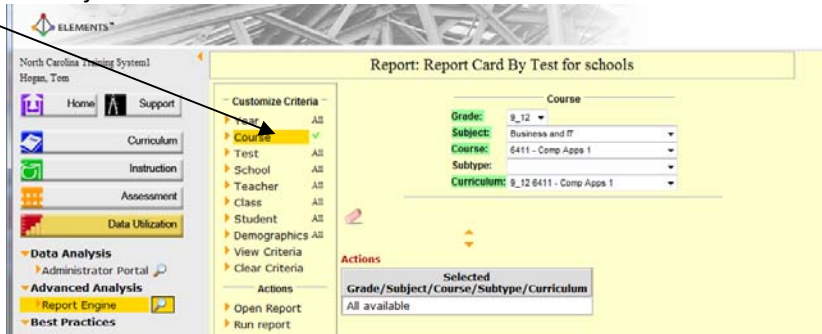 ELEMENTS™
North Carolina Training System1
Hogan, Tom
Home
Support
Curriculum
Instruction
Assessment
Data Utilization
Data Analysis
Administrator Portal
Advanced Analysis
Report Engine
Best Practices
Report: Report Card By Test for schools
Customize Criteria
Year All
Course
Test All
School All
Teacher All
Class All
Student All
Demographics All
View Criteria
Clear Criteria
Actions
Open Report
Run report
Course
Grade: 9_12
Subject: Business and IT
Course: 6411 - Comp Apps 1
Subtype:
Curriculum: 9_12 6411 - Comp Apps 1
Actions
Selected
Grade/Subject/Course/Subtype/Curriculum
All available